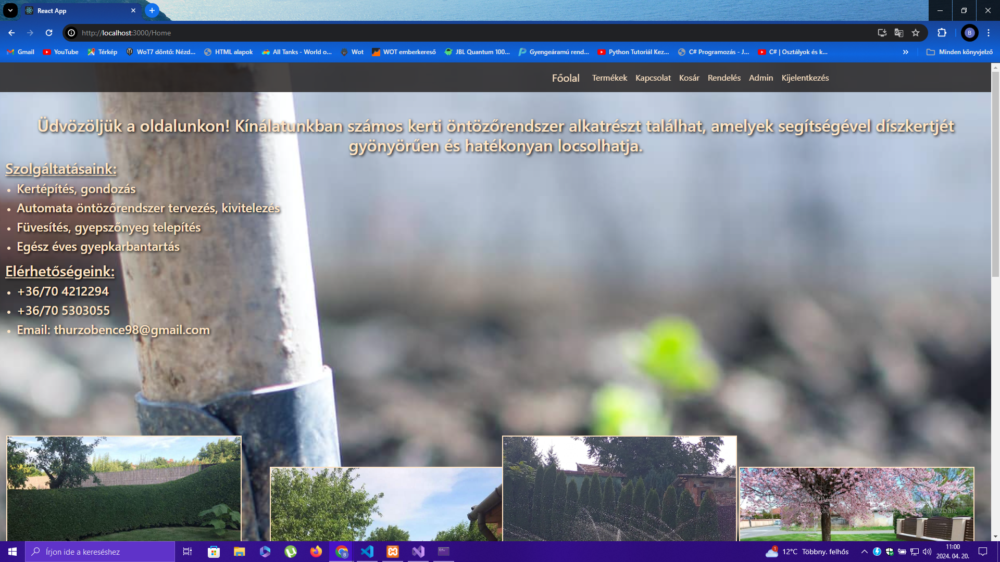 React App
http://localhost:3000/Home
Gmail
YouTube
Térkép
WoT7 döntő: Nézd...
HTML alapok
All Tanks - World o...
Wot
WOT emberkereső
JBL Quantum 100...
Gyengeáramú rend...
Python Tutoriál Kez...
C# Programozás - J...
C# | Osztályok és k...
Minden könyvjelző
Főolal Termékek Kapcsolat Kosár Rendelés Admin Kijelentkezés
Üdvözöljük a oldalunkon! Kínálatunkban számos kerti öntözőrendszer alkatrészt találhat, amelyek segítségével díszkertjét
gyönyörűen és hatékonyan locsolhatja.
Szolgáltatásaink:
Kertépítés, gondozás
Automata öntözőrendszer tervezés, kivitelezés
Füvesítés, gyepszőnyeg telepítés
Egész éves gyepkarbantartás
Elérhetőségeink:
+36/70 4212294
+36/70 5303055
Email: thurzobence98@gmail.com
Írjon ide a kereséshez
12°C Többny. felhős
11:00
2024. 04. 20.